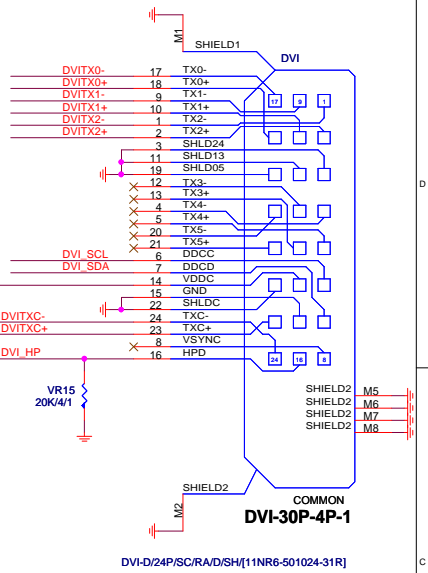 M1
SHIELD1
DVI
DVITX0- 17 TX0-
DVITX0+ 18 TX0+
DVITX1- 9 TX1-
DVITX1+ 10 TX1+
DVITX2- 1 TX2-
DVITX2+ 2 TX2+
3 SHLD24
11 SHLD13
19 SHLD05
12 TX3-
13 TX3+
4 TX4-
5 TX4+
20 TX5-
21 TX5+
DVI_SCL 6 DDCC
DVI_SDA 7 DDCD
14 VDDC
15 GND
22 SHLDC
DVITXC- 24 TXC-
DVITXC+ 23 TXC+
8 VSYNC
DVI_HP 16 HPD
17 9 1
24 16 8
D
VR15
20K/4/1
SHIELD2 M5
SHIELD2 M6
SHIELD2 M7
SHIELD2 M8
SHIELD2
M2
COMMON
DVI-30P-4P-1
DVI-D/24P/SC/RA/D/SH/[11NR6-501024-31R]
C